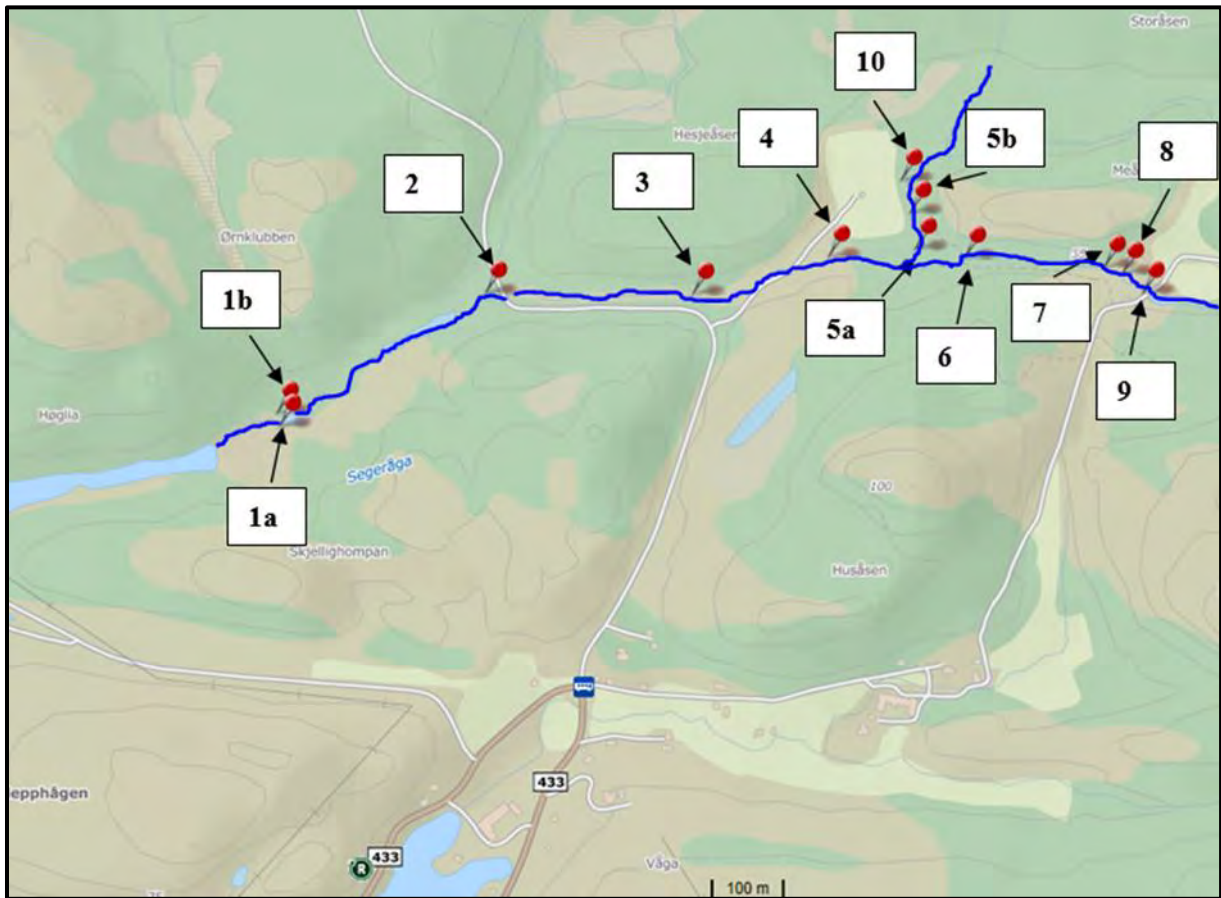 Storåsen
10
Hesjeåsen
5b
4
8
2
3
Ørnklubben
1b
5a
6
7
9
Høglia
Segeråga
100
1a
Skjellighompan
Husåsen
433
epphågen
433
R
Våga
75
100 m